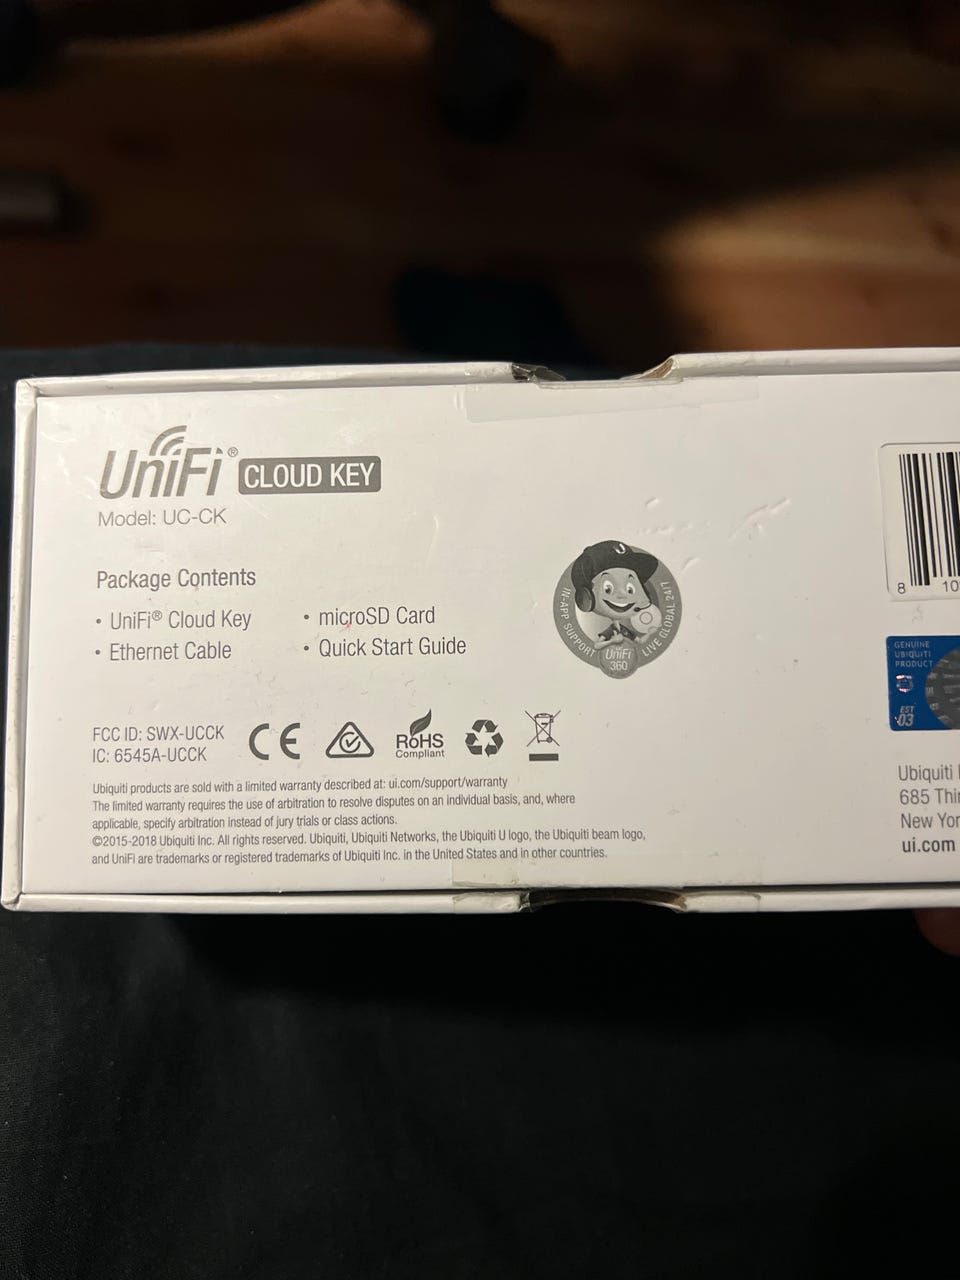 UniFi® CLOUD KEY
Model: UC-CK
Package Contents
• UniFi® Cloud Key
• Ethernet Cable
• microSD Card
• Quick Start Guide
IN-APP SUPPORT
LIVE GLOBAL 24/7
UniFi
360
FCC ID: SWX-UCCK
IC: 6545A-UCCK
CE
RoHS
Compliant
Ubiquiti products are sold with a limited warranty described at: ui.com/support/warranty
The limited warranty requires the use of arbitration to resolve disputes on an individual basis, and, where
applicable, specify arbitration instead of jury trials or class actions.
©2015-2018 Ubiquiti Inc. All rights reserved. Ubiquiti, Ubiquiti Networks, the Ubiquiti U logo, the Ubiquiti beam logo,
and UniFi are trademarks or registered trademarks of Ubiquiti Inc. in the United States and in other countries.
8 10
GENUINE
UBIQUITI
PRODUCT
EST
03
Ubiquiti
685 Thir
New Yor
ui.com